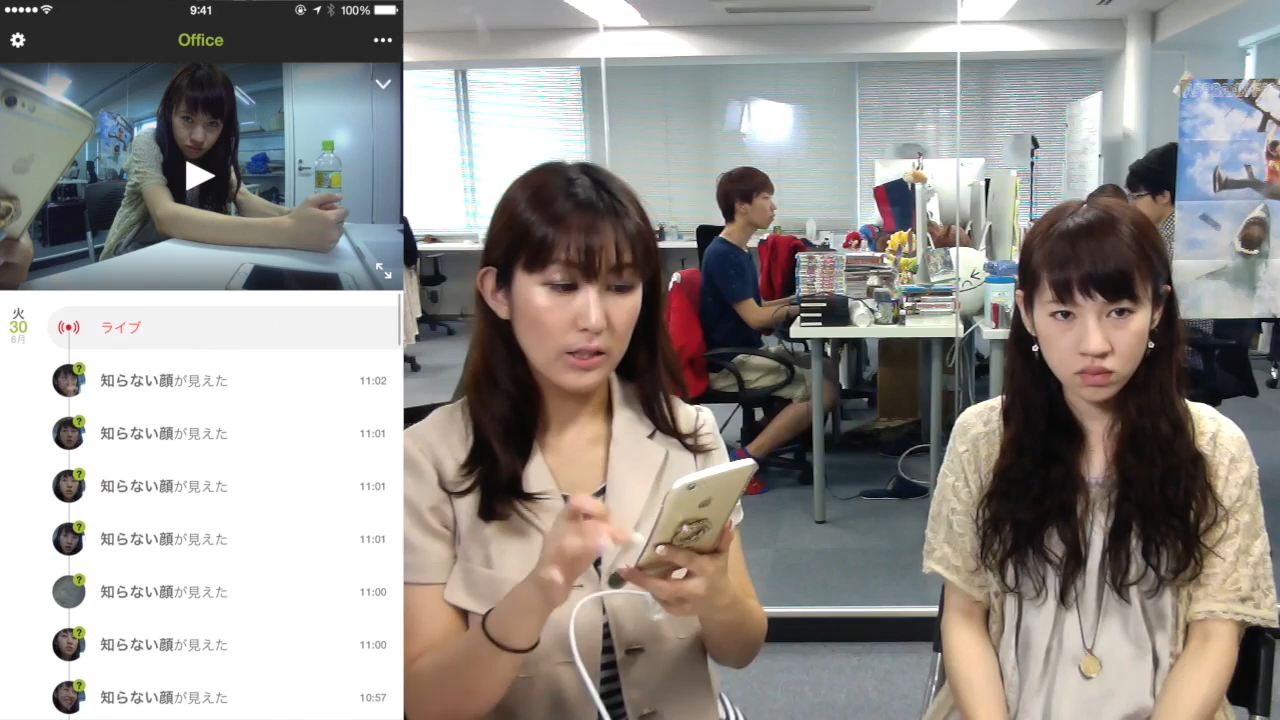 9:41
100%
Office
火
30
6月
ライブ
知らない顔が見えた 11:02
知らない顔が見えた 11:01
知らない顔が見えた 11:01
知らない顔が見えた 11:01
知らない顔が見えた 11:00
知らない顔が見えた 11:00
知らない顔が見えた 10:57